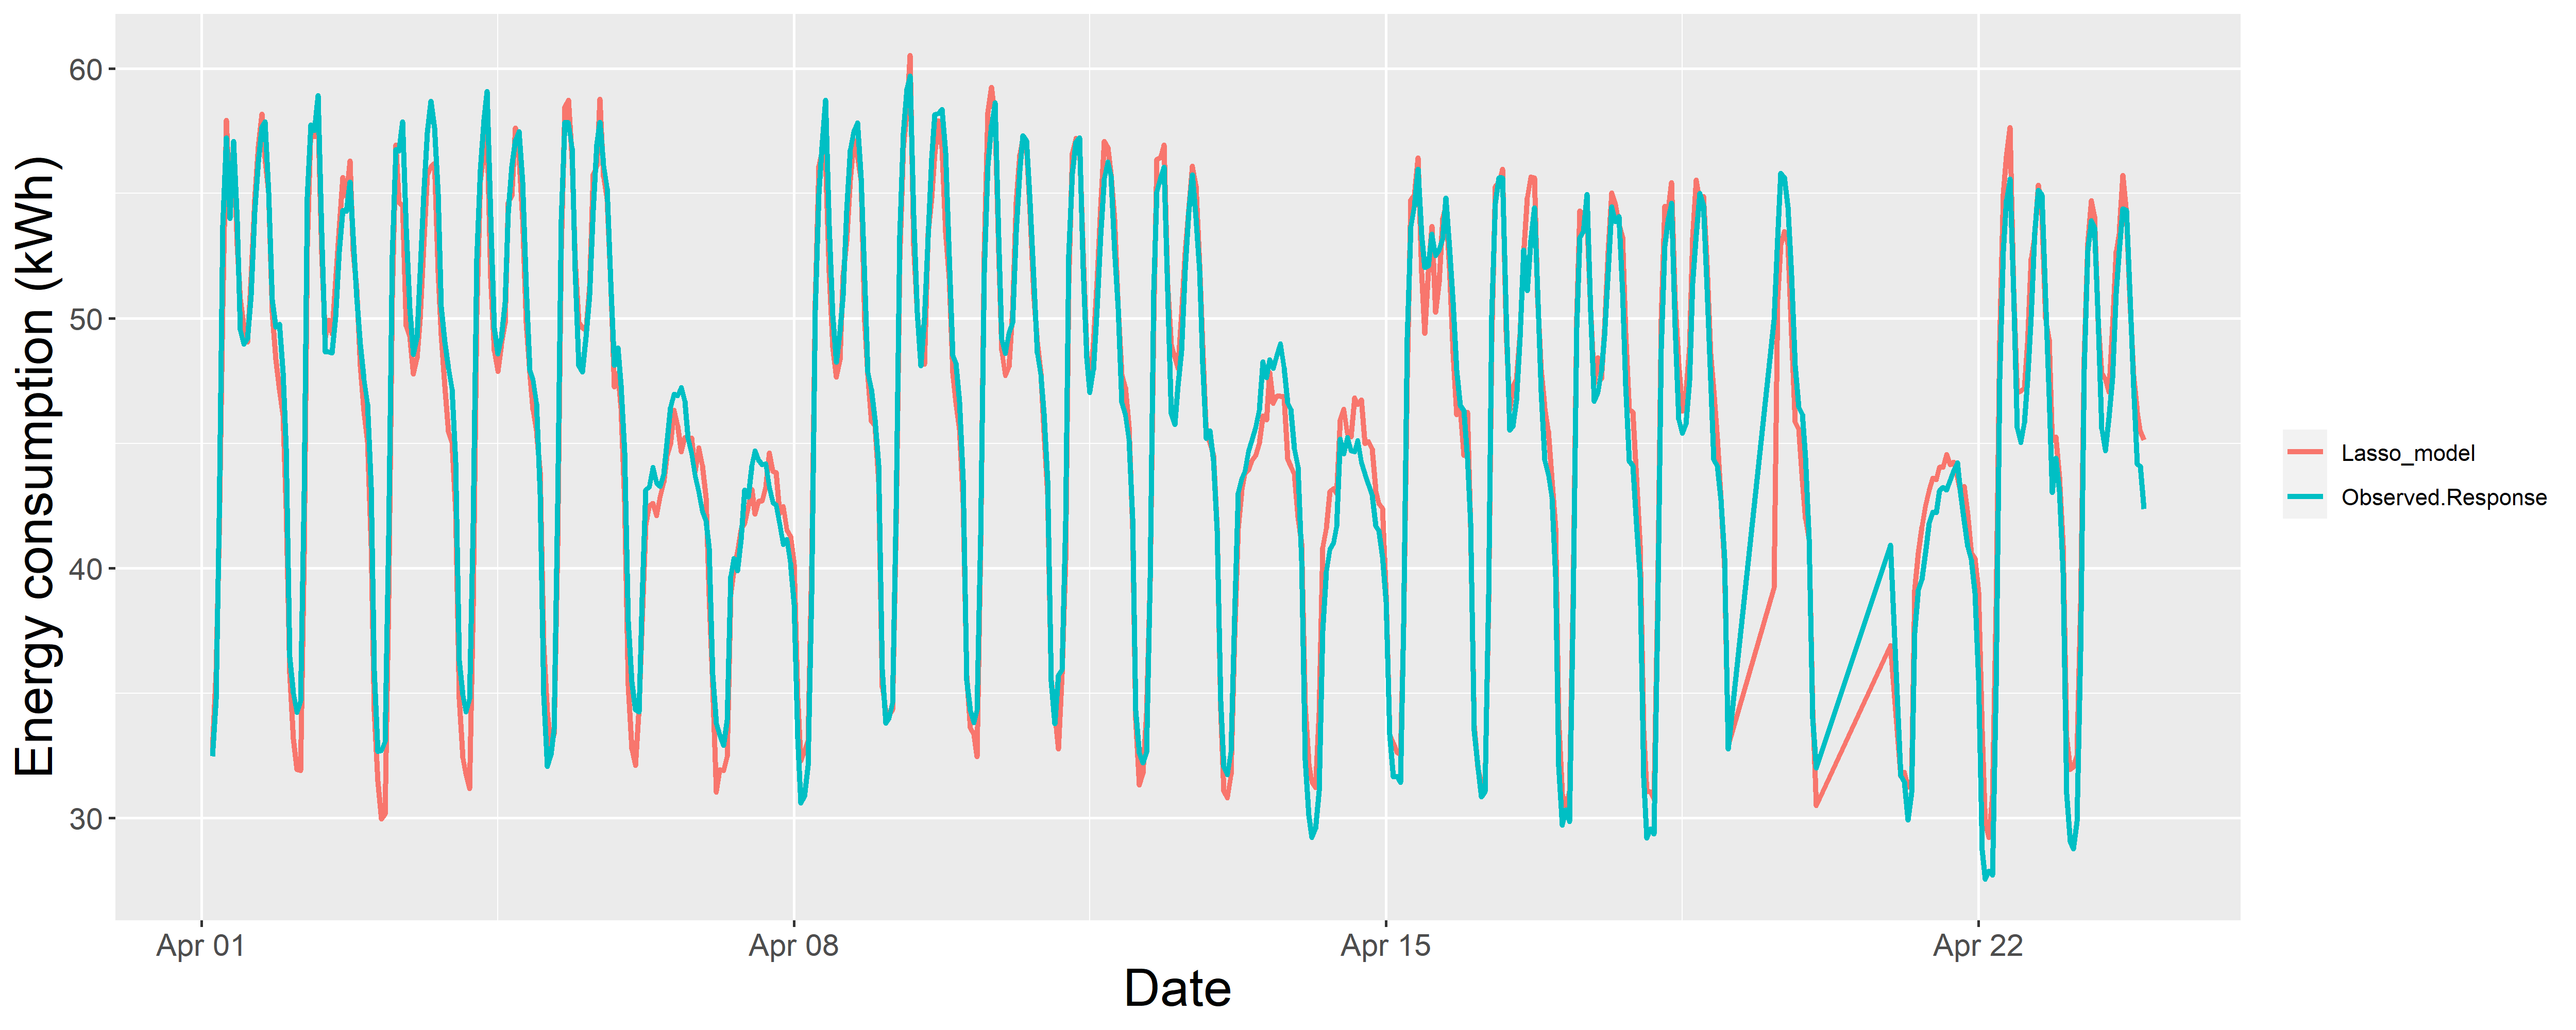 Energy consumption (kWh)
60
50
40
30
Apr 01
Apr 08
Apr 15
Apr 22
Date
Lasso_model
Observed.Response